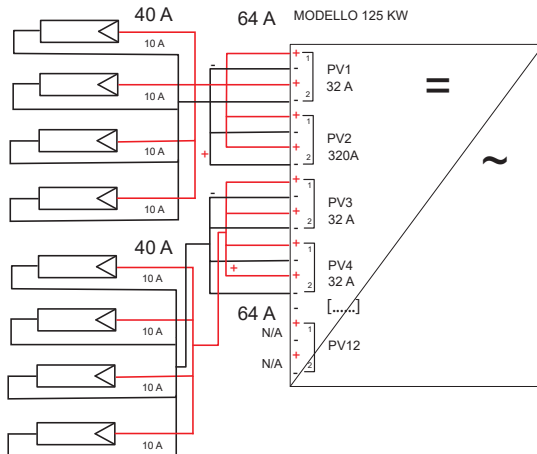 40 A
64 A
MODELLO 125 KW
10 A
10 A
10 A
10 A
-
+
+ 1
-
+
- 2
PV1
32 A
+ 1
-
+
- 2
PV2
320A
=
~
+ 1
-
+
- 2
PV3
32 A
-
+
+ 1
-
+
- 2
PV4
32 A
40 A
10 A
10 A
10 A
10 A
64 A
-
[......]
N/A
+ 1
-
N/A
+
- 2
PV12